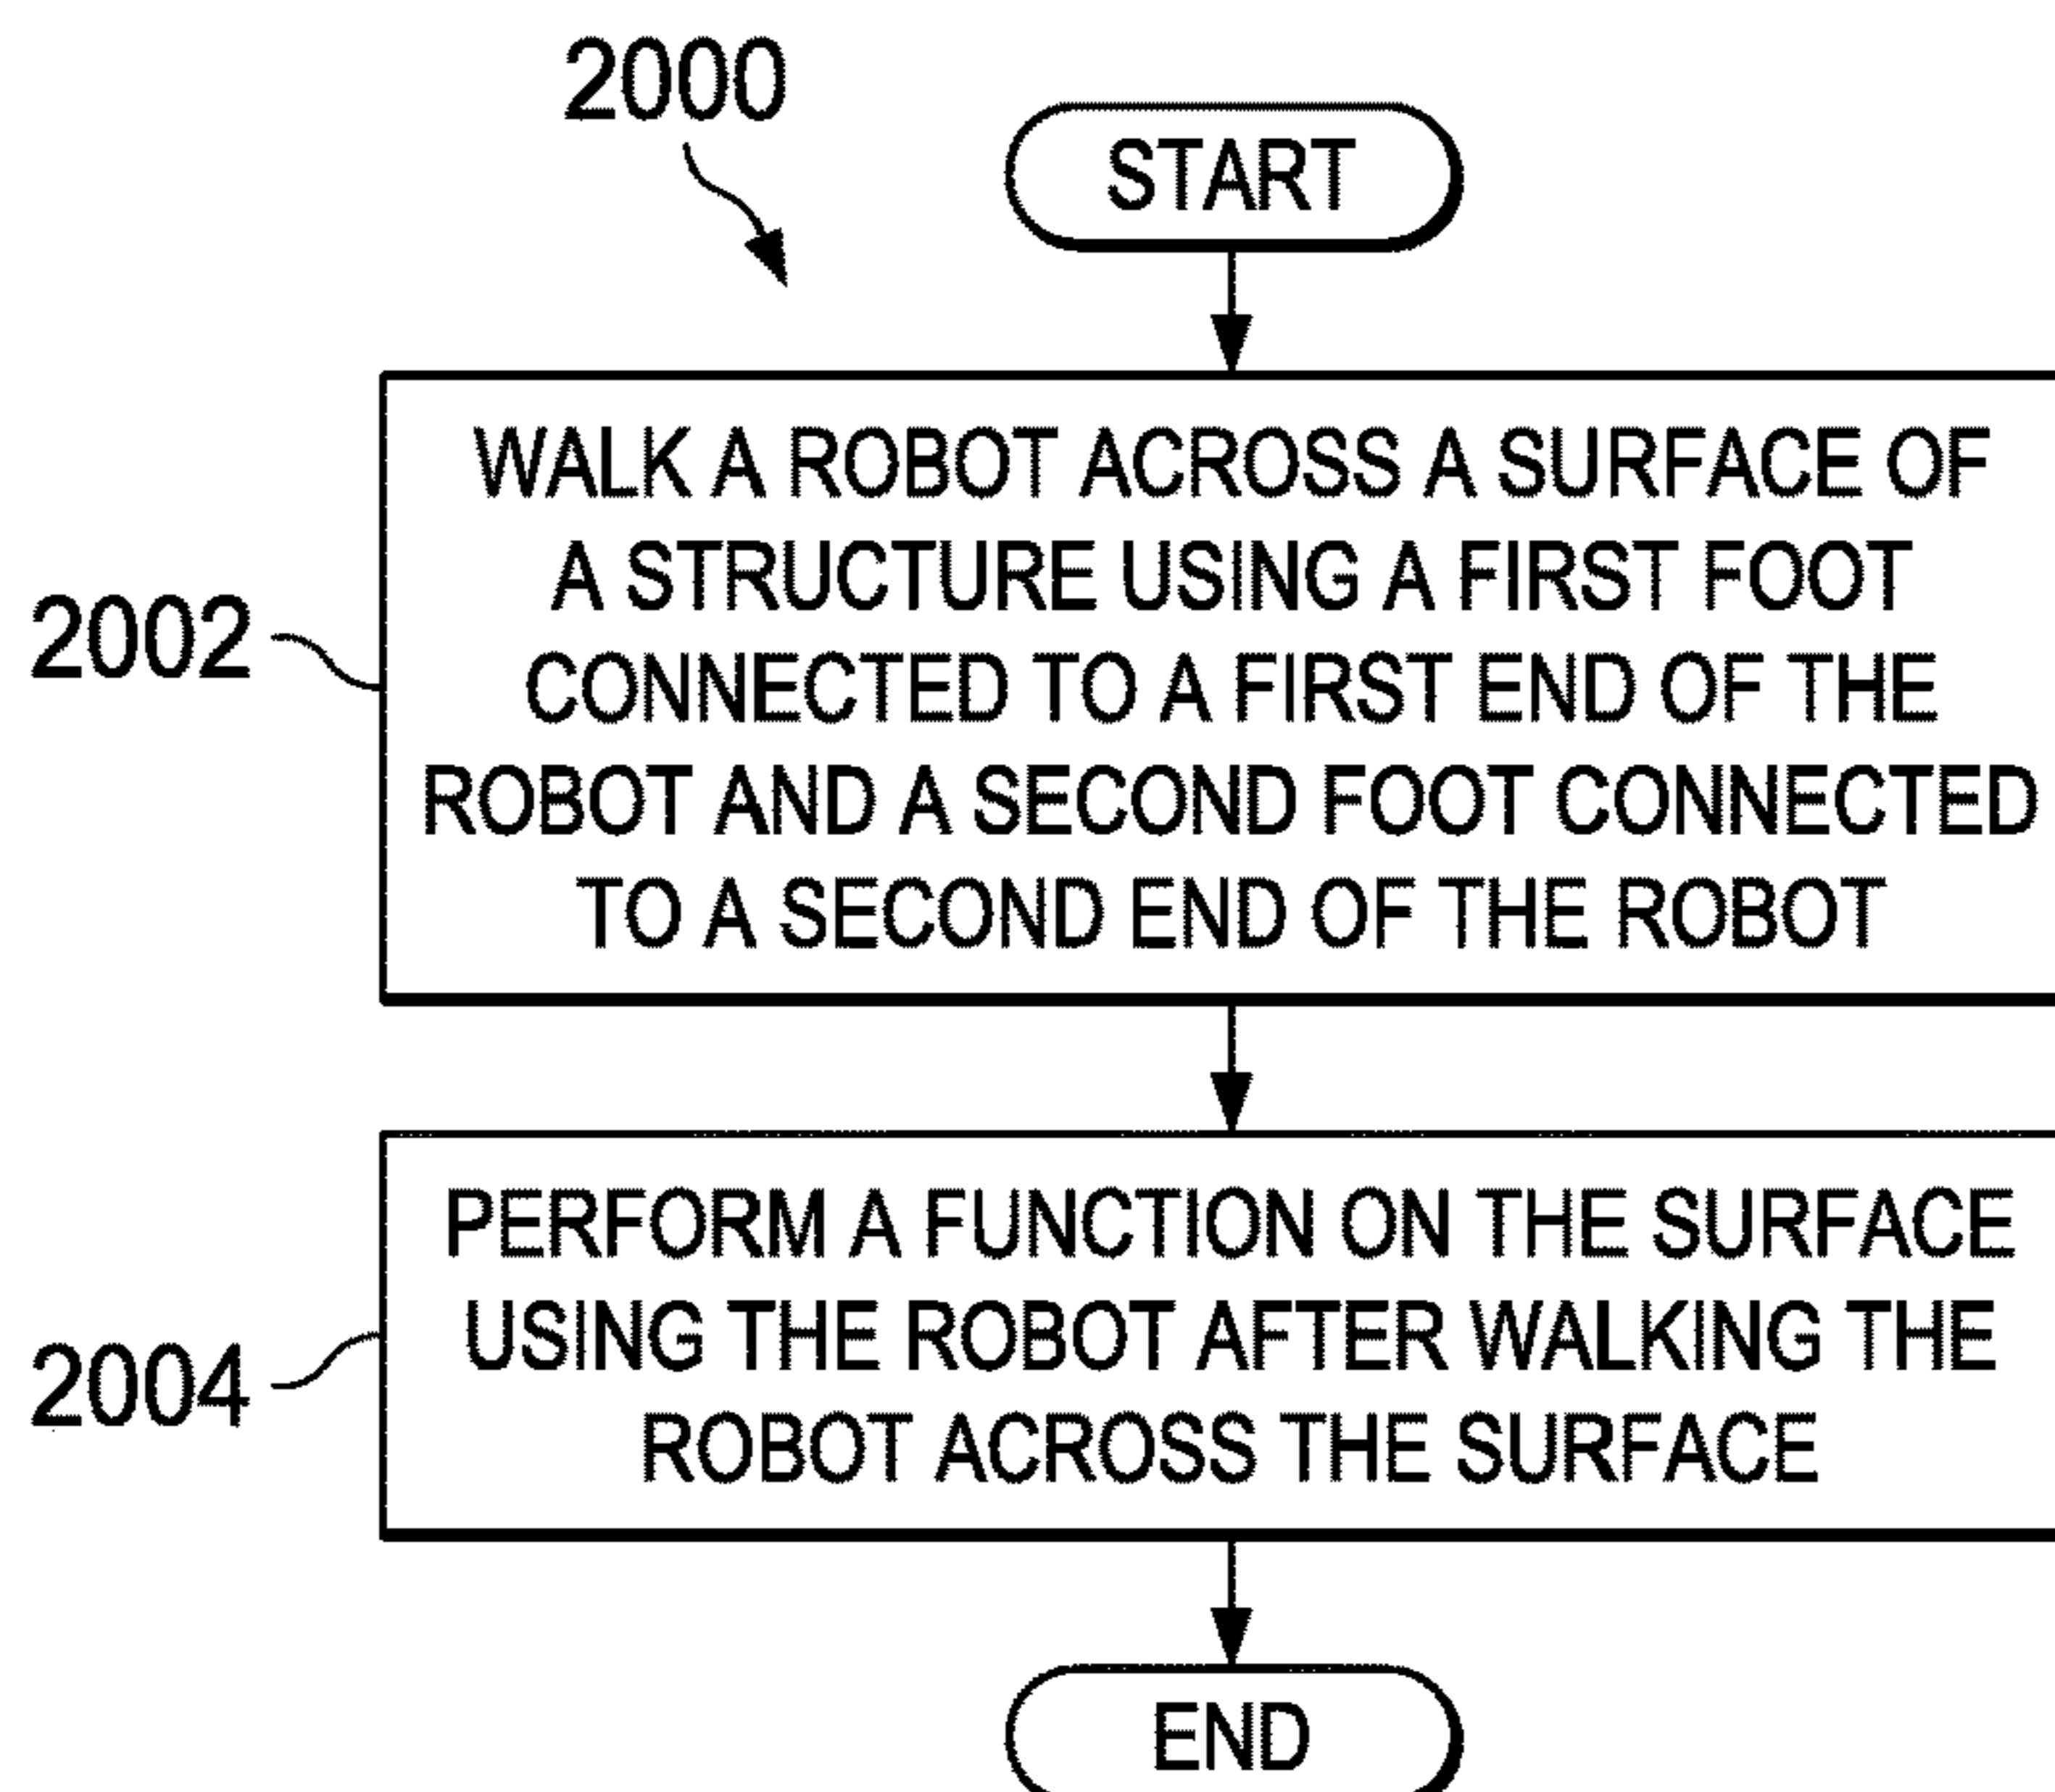 2000
START
WALK A ROBOT ACROSS A SURFACE OF
A STRUCTURE USING A FIRST FOOT
CONNECTED TO A FIRST END OF THE
ROBOT AND A SECOND FOOT CONNECTED
TO A SECOND END OF THE ROBOT
2002
PERFORM A FUNCTION ON THE SURFACE
USING THE ROBOT AFTER WALKING THE
ROBOT ACROSS THE SURFACE
2004
END